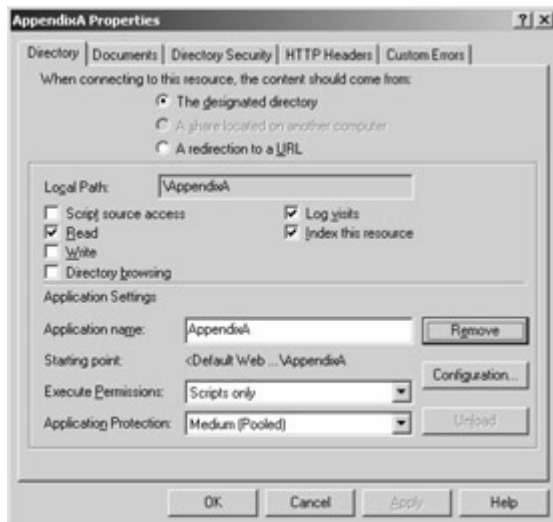 AppendixA Properties
Directory Documents Directory Security HTTP Headers Custom Errors
When connecting to this resource, the content should come from:
The designated directory
A share located on another computer
A redirection to a URL
Local Path: \AppendixA
Script source access Log visits
Read Index this resource
Write
Directory browsing
Application Settings
Application name: AppendixA Remove
Starting point: <Default Web ...\AppendixA
Configuration...
Execute Permissions: Scripts only
Application Protection: Medium (Pooled) Unload
OK Cancel Apply Help